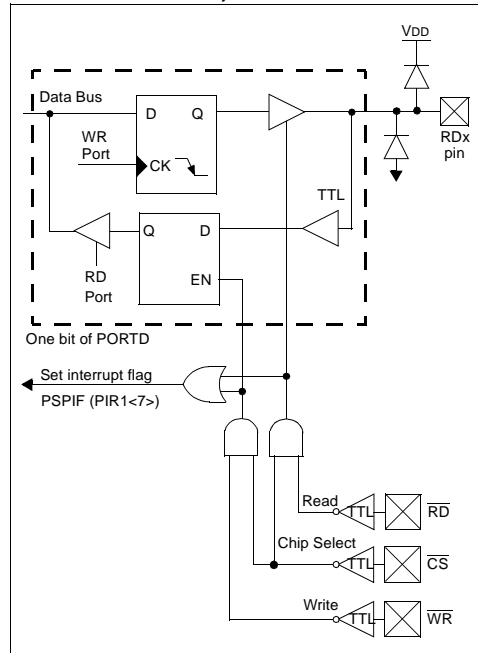 VDD
Data Bus
D Q
RDx
pin
WR
Port
CK
TTL
Q D
EN
RD
Port
One bit of PORTD
Set interrupt flag
PSPIF (PIR1<7>)
Read
TTL
RD
Chip Select
TTL
CS
Write
TTL
WR